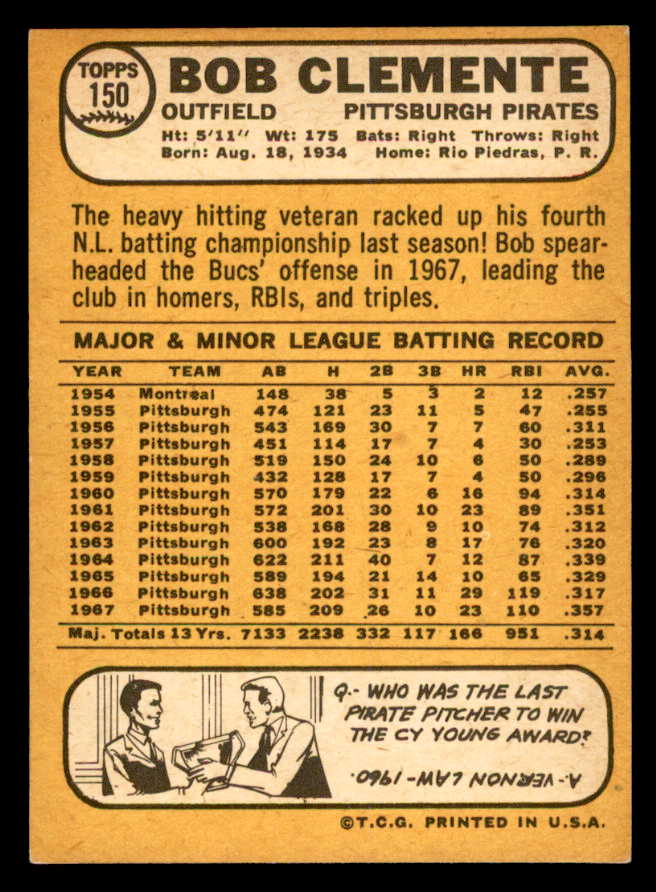 TOPPS
150
BOB CLEMENTE
OUTFIELD PITTSBURGH PIRATES
Ht: 5'11" Wt: 175 Bats: Right Throws: Right
Born: Aug. 18, 1934 Home: Rio Piedras, P. R.
The heavy hitting veteran racked up his fourth
N.L. batting championship last season! Bob spear-
headed the Bucs' offense in 1967, leading the
club in homers, RBIs, and triples.
MAJOR & MINOR LEAGUE BATTING RECORD
YEAR TEAM AB H 2B 3B HR RBI AVG.
1954 Montreal 148 38 5 3 2 12 .257
1955 Pittsburgh 474 121 23 11 5 47 .255
1956 Pittsburgh 543 169 30 7 7 60 .311
1957 Pittsburgh 451 114 17 7 4 30 .253
1958 Pittsburgh 519 150 24 10 6 50 .289
1959 Pittsburgh 432 128 17 7 4 50 .296
1960 Pittsburgh 570 179 22 6 16 94 .314
1961 Pittsburgh 572 201 30 10 23 89 .351
1962 Pittsburgh 538 168 28 9 10 74 .312
1963 Pittsburgh 600 192 23 8 17 76 .320
1964 Pittsburgh 622 211 40 7 12 87 .339
1965 Pittsburgh 589 194 21 14 10 65 .329
1966 Pittsburgh 638 202 31 11 29 119 .317
1967 Pittsburgh 585 209 26 10 23 110 .357
Maj. Totals 13 Yrs. 7133 2238 332 117 166 951 .314
Q.- WHO WAS THE LAST
PIRATE PITCHER TO WIN
THE CY YOUNG AWARD?
A- VERNON LAW - 1960.
©T.C.G. PRINTED IN U.S.A.